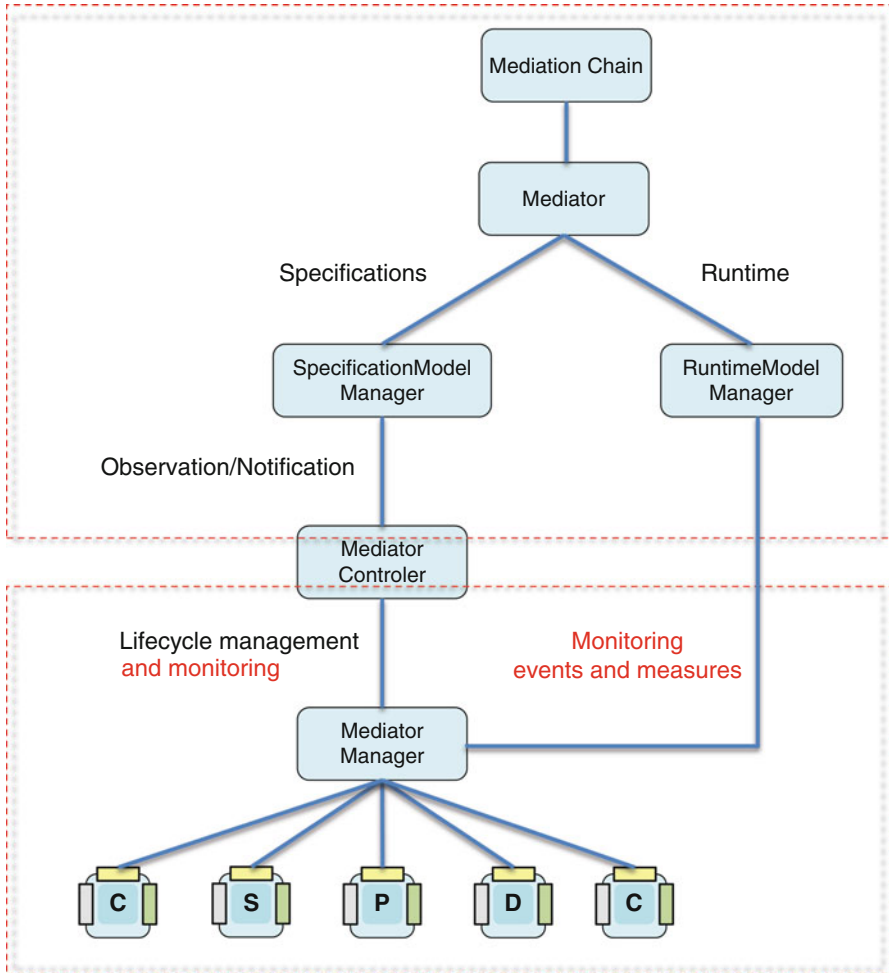 Mediation Chain
Mediator
Specifications
Runtime
SpecificationModel
Manager
RuntimeModel
Manager
Observation/Notification
Mediator
Controler
Lifecycle management
and monitoring
Monitoring
events and measures
Mediator
Manager
C
S
P
D
C